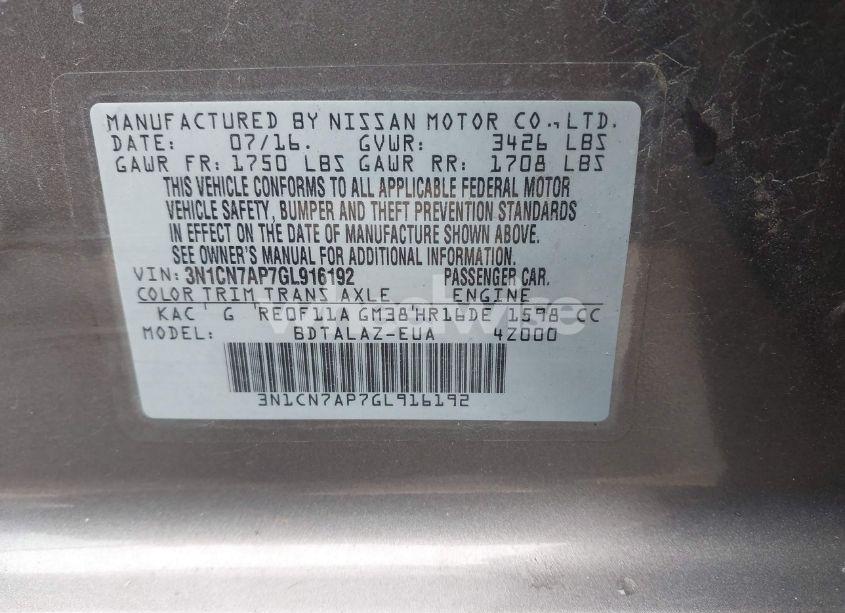 MANUFACTURED BY NISSAN MOTOR CO.,LTD.
DATE: 07/16. GVWR: 3426 LBS
GAWR FR: 1750 LBS GAWR RR: 1708 LBS
THIS VEHICLE CONFORMS TO ALL APPLICABLE FEDERAL MOTOR
VEHICLE SAFETY, BUMPER AND THEFT PREVENTION STANDARDS
IN EFFECT ON THE DATE OF MANUFACTURE SHOWN ABOVE.
SEE OWNER'S MANUAL FOR ADDITIONAL INFORMATION.
VIN: 3N1CN7AP7GL916192 PASSENGER CAR.
COLOR TRIM TRANS AXLE ENGINE
KAC G RE0F11A GM38 HR16DE 1598 CC
MODEL: BDTALAZ-EUA 4Z000
3N1CN7AP7GL916192